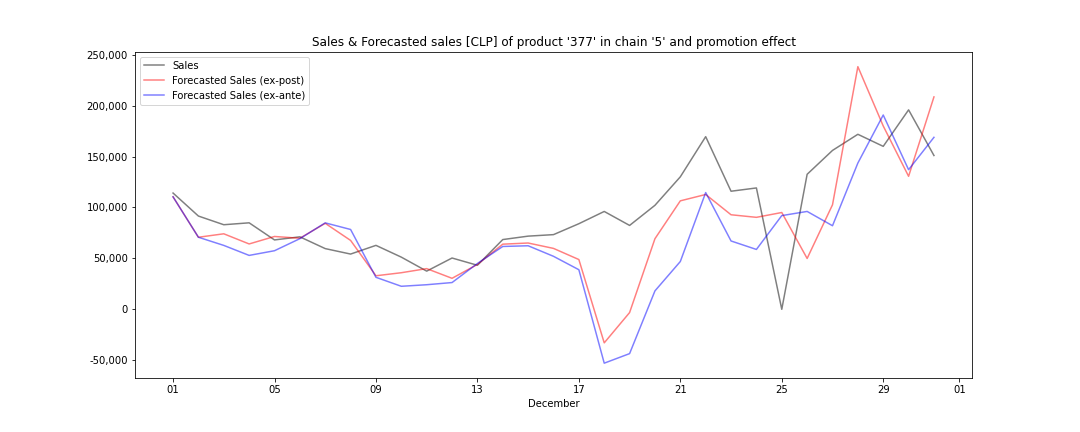 Sales & Forecasted sales [CLP] of product '377' in chain '5' and promotion effect
250,000
200,000
150,000
100,000
50,000
0
-50,000
Sales
Forecasted Sales (ex-post)
Forecasted Sales (ex-ante)
01 05 09 13 17 21 25 29 01
December